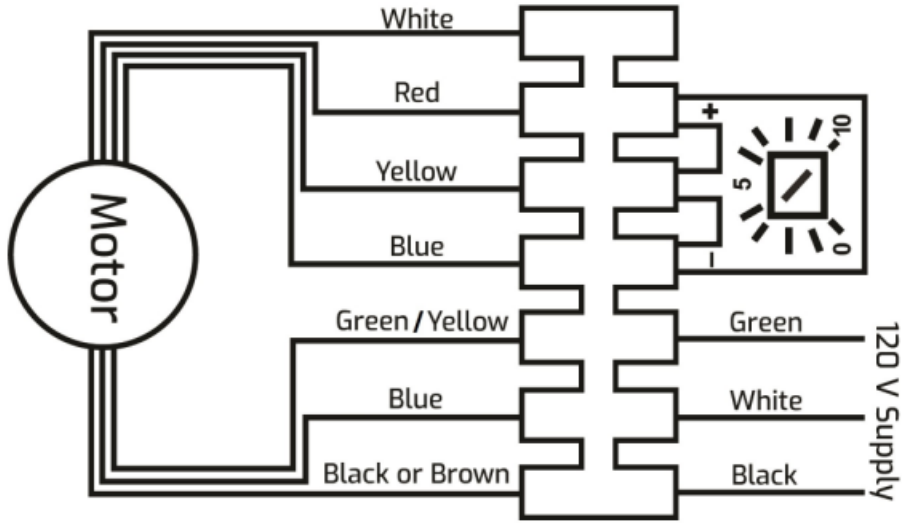 White
Red
Yellow
Blue
Green/Yellow
Blue
Black or Brown
Motor
+
10
5
0
−
Green
White
Black
120 V Supply